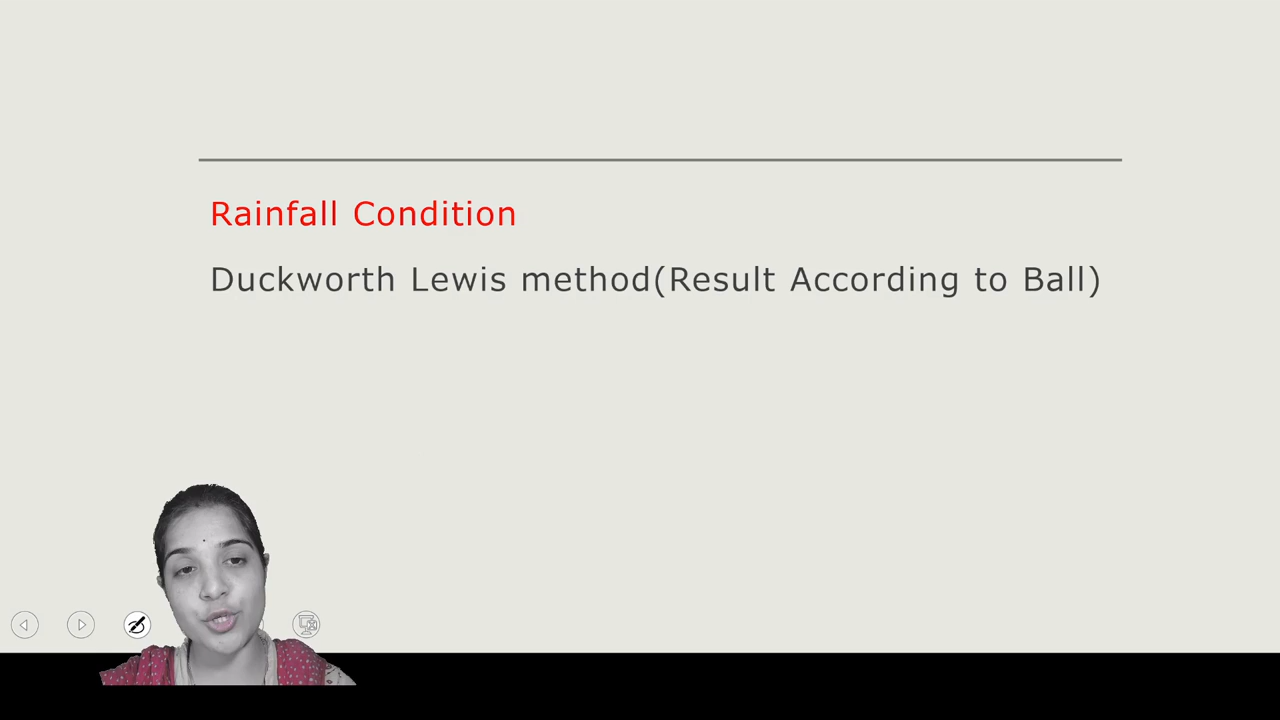 Rainfall Condition
Duckworth Lewis method(Result According to Ball)